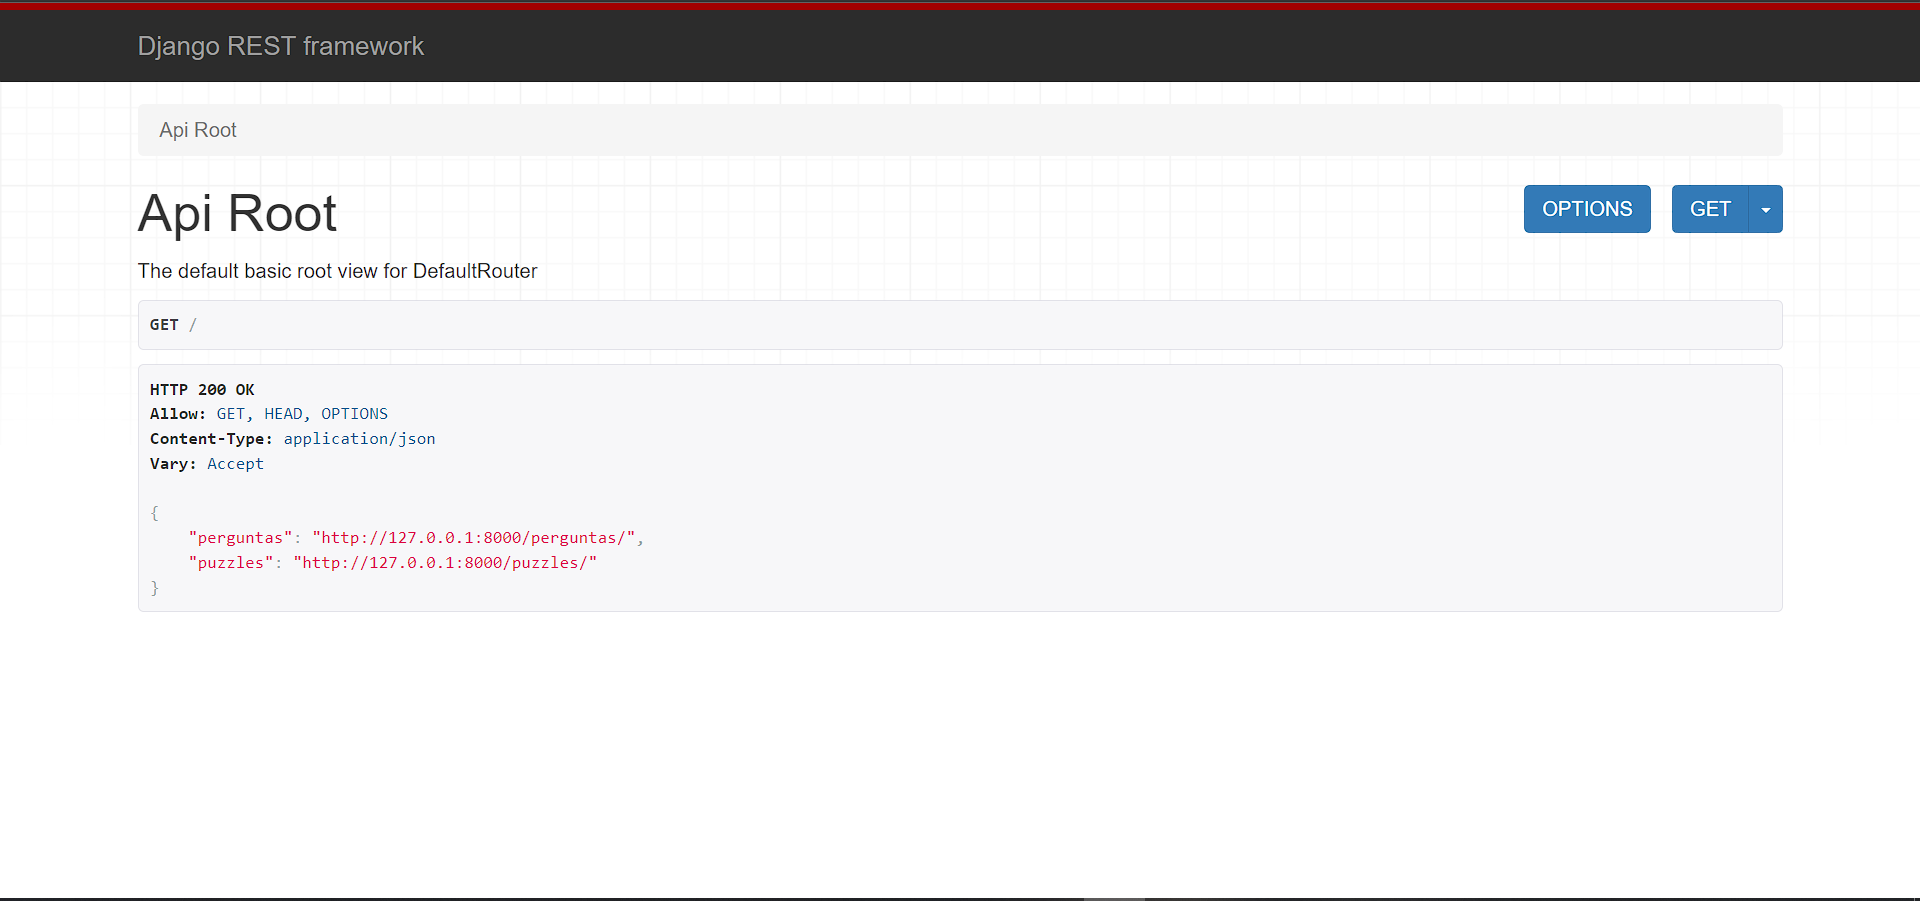 Django REST framework
Api Root
Api Root
OPTIONS
GET
The default basic root view for DefaultRouter
GET /
HTTP 200 OK
Allow: GET, HEAD, OPTIONS
Content-Type: application/json
Vary: Accept
{
"perguntas": "http://127.0.0.1:8000/perguntas/",
"puzzles": "http://127.0.0.1:8000/puzzles/"
}